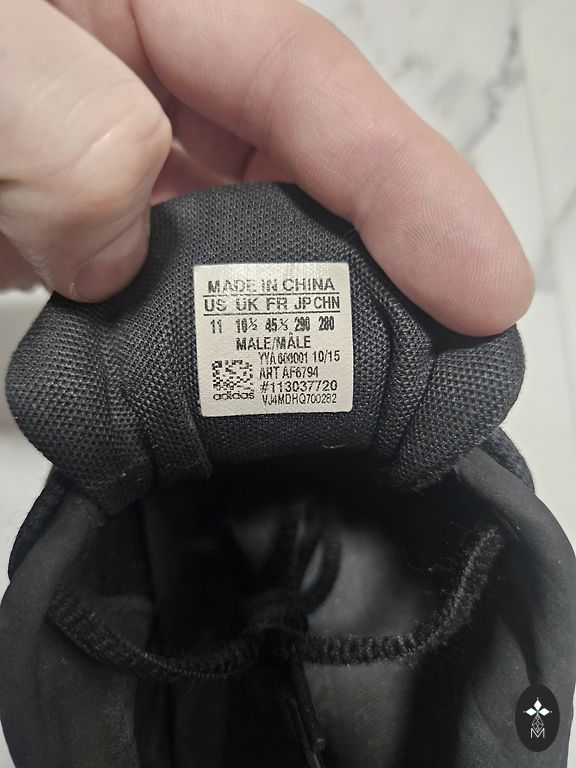 MADE IN CHINA
US UK FR JP CHN
11 10½ 45⅓ 290 280
MALE/MÂLE
YYA 606001 10/15
ART AF6794
#113037720
adidas VJ4MDHQ700282
M